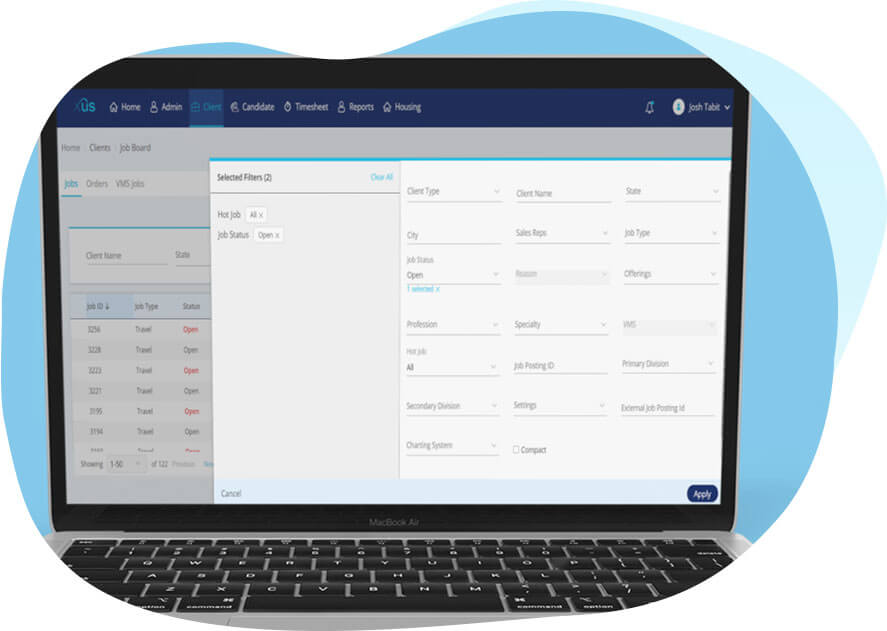 us Home Admin Client Candidate Timesheet Reports Housing Josh Tabit
Home Clients Job Board
Jobs Orders VMS Jobs
Client Name State
Job ID ↓ Job Type Status
3256 Travel Open
3228 Travel Open
3223 Travel Open
3221 Travel Open
3195 Travel Open
3194 Travel Open
Showing 1-50 of 122 Previous
Selected Filters (2) Clear All
Hot Job All x
Job Status Open x
Client Type Client Name State
City Sales Reps Job Type
Job Status
Open Reason Offerings
1 selected x
Profession Specialty VMS
Hot Job
All Job Posting ID Primary Division
Secondary Division Settings External Job Posting Id
Charting System Compact
Cancel Apply
MacBook Air
Q W E R T Y U I O P
A S D F G H J K L
Z X C V B N M
option command command option